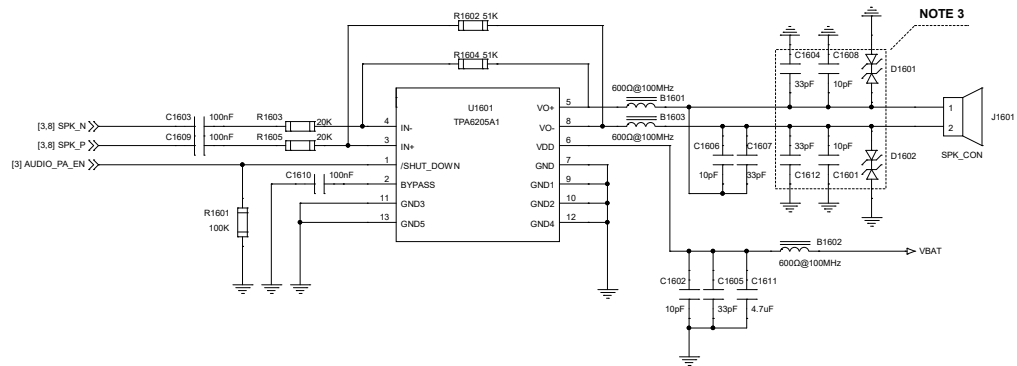 R1602 51K
NOTE 3
R1604 51K
C1604
C1608
D1601
33pF
10pF
600Ω@100MHz
B1601
U1601
TPA6205A1
C1603
100nF
R1603
20K
[3,8] SPK_N
4
IN-
VO+
5
1
J1601
C1609
100nF
R1605
20K
[3,8] SPK_P
3
IN+
VO-
8
B1603
2
600Ω@100MHz
SPK_CON
[3] AUDIO_PA_EN
1
/SHUT_DOWN
VDD
6
C1606
C1607
33pF
10pF
D1602
C1610
100nF
2
BYPASS
GND
7
10pF
33pF
C1612
C1601
11
GND3
GND1
9
R1601
100K
13
GND5
GND2
10
GND4
12
B1602
600Ω@100MHz
VBAT
C1602
C1605
C1611
10pF
33pF
4.7uF